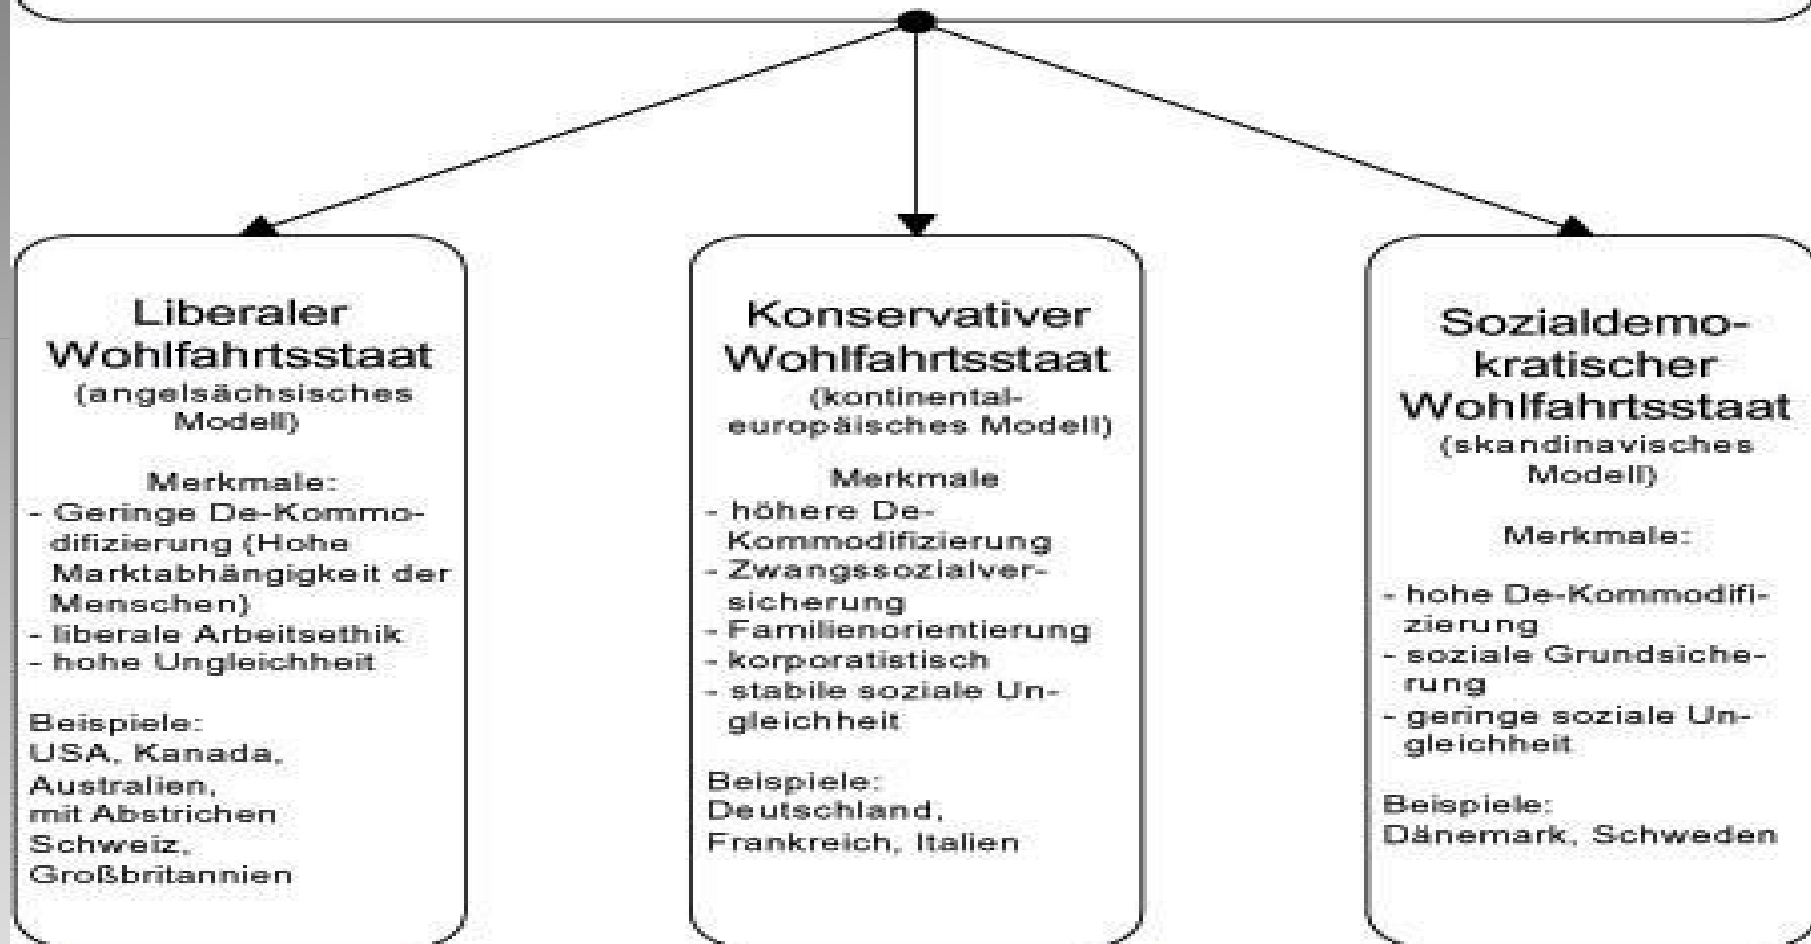 Liberaler
Wohlfahrtsstaat
(angelsächsisches
Modell)
Merkmale:
- Geringe De-Kommo-
difizierung (Hohe
Marktabhängigkeit der
Menschen)
- liberale Arbeitsethik
- hohe Ungleichheit
Beispiele:
USA, Kanada,
Australien,
mit Abstrichen
Schweiz,
Großbritannien
Konservativer
Wohlfahrtsstaat
(kontinental-
europäisches Modell)
Merkmale
- höhere De-
Kommodifizierung
- Zwangssozialver-
sicherung
- Familienorientierung
- korporatistisch
- stabile soziale Un-
gleichheit
Beispiele:
Deutschland,
Frankreich, Italien
Sozialdemo-
kratischer
Wohlfahrtsstaat
(skandinavisches
Modell)
Merkmale:
- hohe De-Kommodifi-
zierung
- soziale Grundsiche-
rung
- geringe soziale Un-
gleichheit
Beispiele:
Dänemark, Schweden